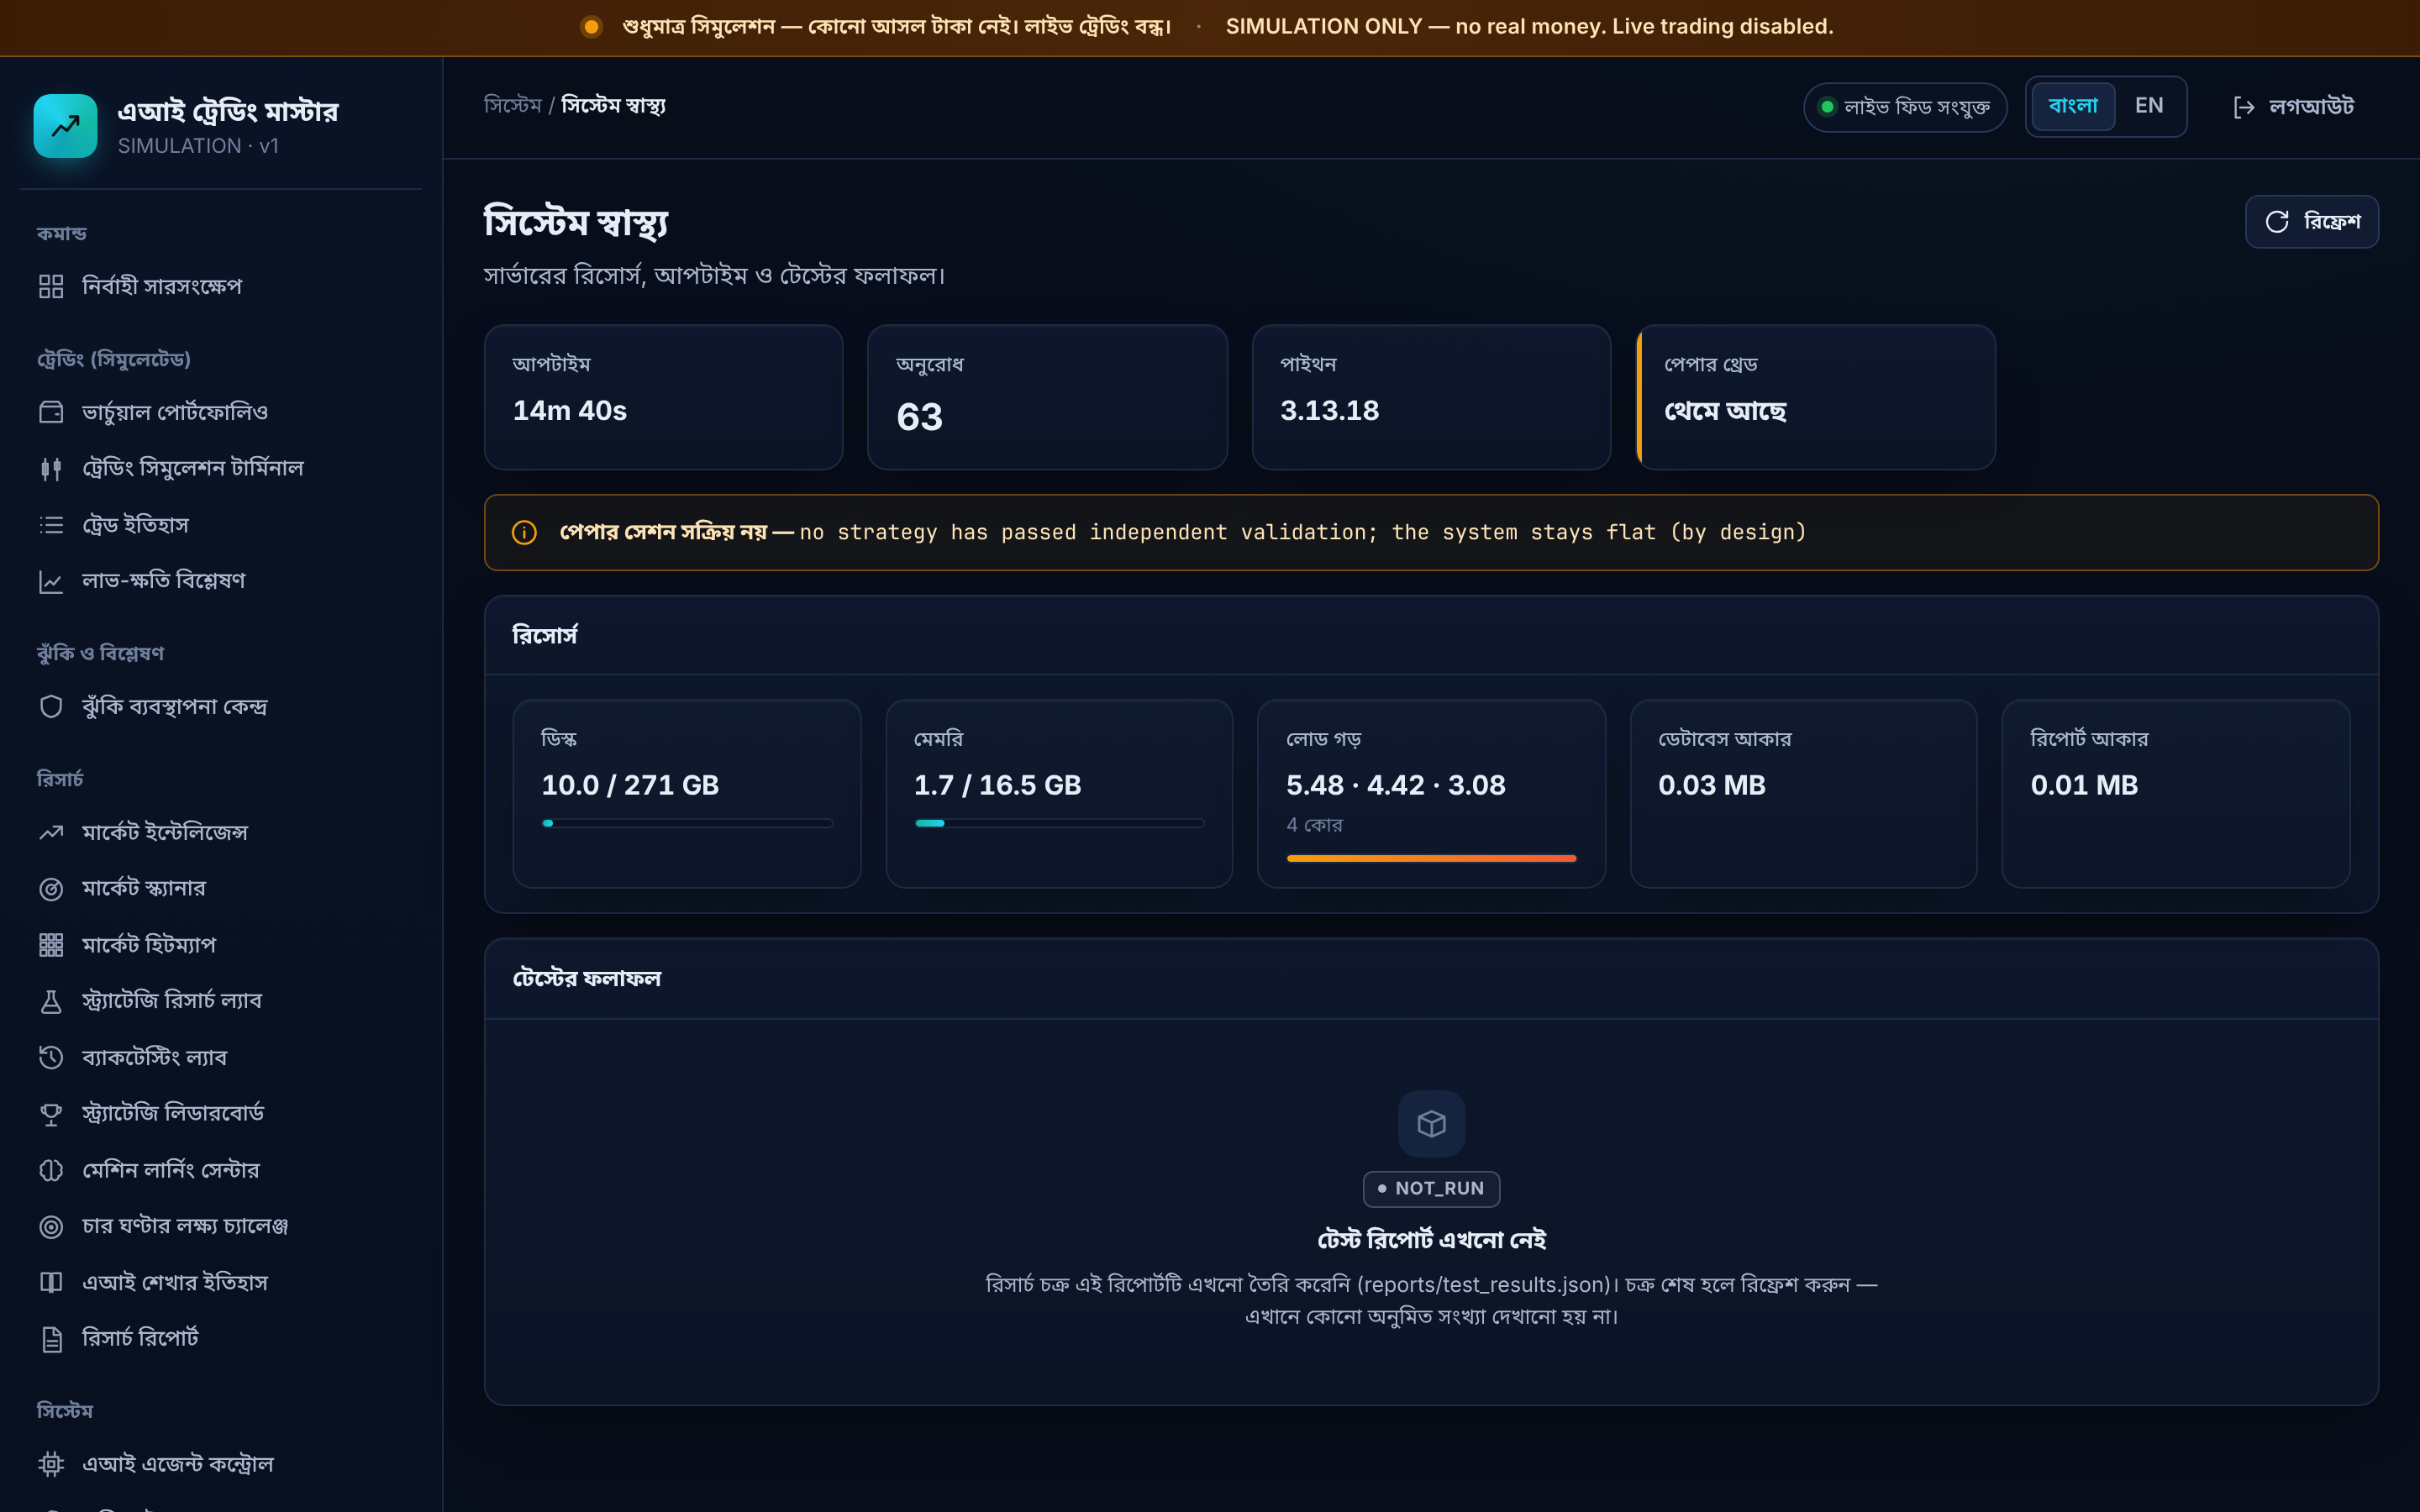 শুধুমাত্র সিমুলেশন — কোনো আসল টাকা নেই। লাইভ ট্রেডিং বন্ধ। · SIMULATION ONLY — no real money. Live trading disabled.
এআই ট্রেডিং মাস্টার
SIMULATION · v1
সিস্টেম / সিস্টেম স্বাস্থ্য
লাইভ ফিড সংযুক্ত
বাংলা
EN
লগআউট
কমান্ড
নির্বাহী সারসংক্ষেপ
ট্রেডিং (সিমুলেটেড)
ভার্চুয়াল পোর্টফোলিও
ট্রেডিং সিমুলেশন টার্মিনাল
ট্রেড ইতিহাস
লাভ-ক্ষতি বিশ্লেষণ
ঝুঁকি ও বিশ্লেষণ
ঝুঁকি ব্যবস্থাপনা কেন্দ্র
রিসার্চ
মার্কেট ইন্টেলিজেন্স
মার্কেট স্ক্যানার
মার্কেট হিটম্যাপ
স্ট্র্যাটেজি রিসার্চ ল্যাব
ব্যাকটেস্টিং ল্যাব
স্ট্র্যাটেজি লিডারবোর্ড
মেশিন লার্নিং সেন্টার
চার ঘণ্টার লক্ষ্য চ্যালেঞ্জ
এআই শেখার ইতিহাস
রিসার্চ রিপোর্ট
সিস্টেম
এআই এজেন্ট কন্ট্রোল
সিস্টেম স্বাস্থ্য
রিফ্রেশ
সার্ভারের রিসোর্স, আপটাইম ও টেস্টের ফলাফল।
আপটাইম
14m 40s
অনুরোধ
63
পাইথন
3.13.18
পেপার থ্রেড
থেমে আছে
পেপার সেশন সক্রিয় নয় — no strategy has passed independent validation; the system stays flat (by design)
রিসোর্স
ডিস্ক
10.0 / 271 GB
মেমরি
1.7 / 16.5 GB
লোড গড়
5.48 · 4.42 · 3.08
4 কোর
ডেটাবেস আকার
0.03 MB
রিপোর্ট আকার
0.01 MB
টেস্টের ফলাফল
NOT_RUN
টেস্ট রিপোর্ট এখনো নেই
রিসার্চ চক্র এই রিপোর্টটি এখনো তৈরি করেনি (reports/test_results.json)। চক্র শেষ হলে রিফ্রেশ করুন —
এখানে কোনো অনুমিত সংখ্যা দেখানো হয় না।